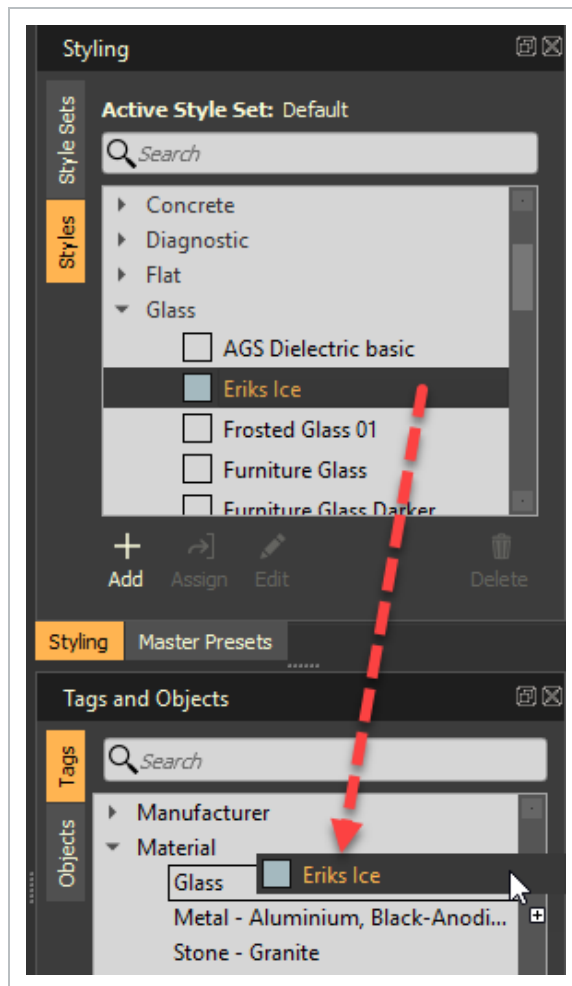 Styling
Style Sets
Styles
Active Style Set: Default
Search
Concrete
Diagnostic
Flat
Glass
AGS Dielectric basic
Eriks Ice
Frosted Glass 01
Furniture Glass
Furniture Glass Darker
Add Assign Edit Delete
Styling Master Presets
Tags and Objects
Tags
Objects
Search
Manufacturer
Material
Glass Eriks Ice
Metal - Aluminium, Black-Anodi...
Stone - Granite